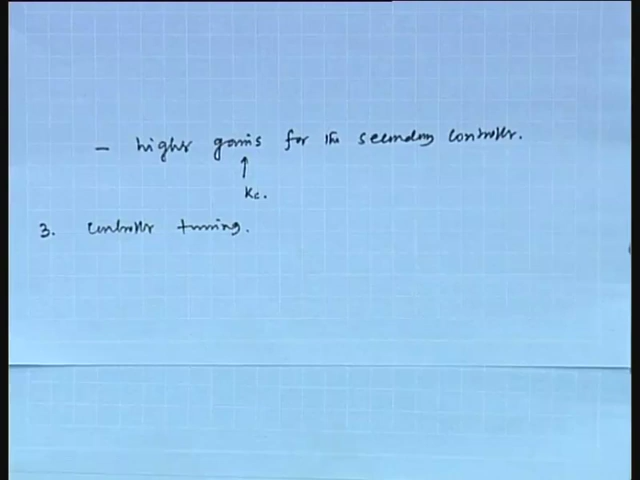 - higher gains for the secondary controller.
↑
Kc.
3. controller tuning.